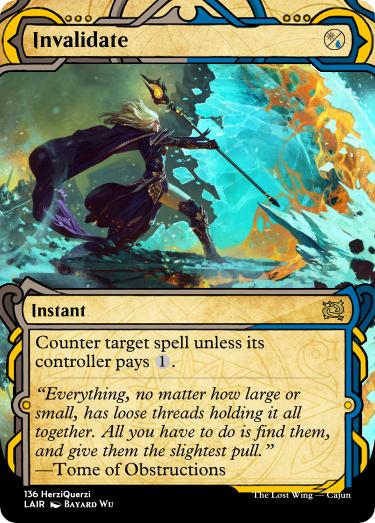 Invalidate
Instant
Counter target spell unless its
controller pays 1.
“Everything, no matter how large or
small, has loose threads holding it all
together. All you have to do is find them,
and give them the slightest pull.”
—Tome of Obstructions
136 HerziQuerzi
LAIR Bayard Wu
The Lost Wing — Cajun